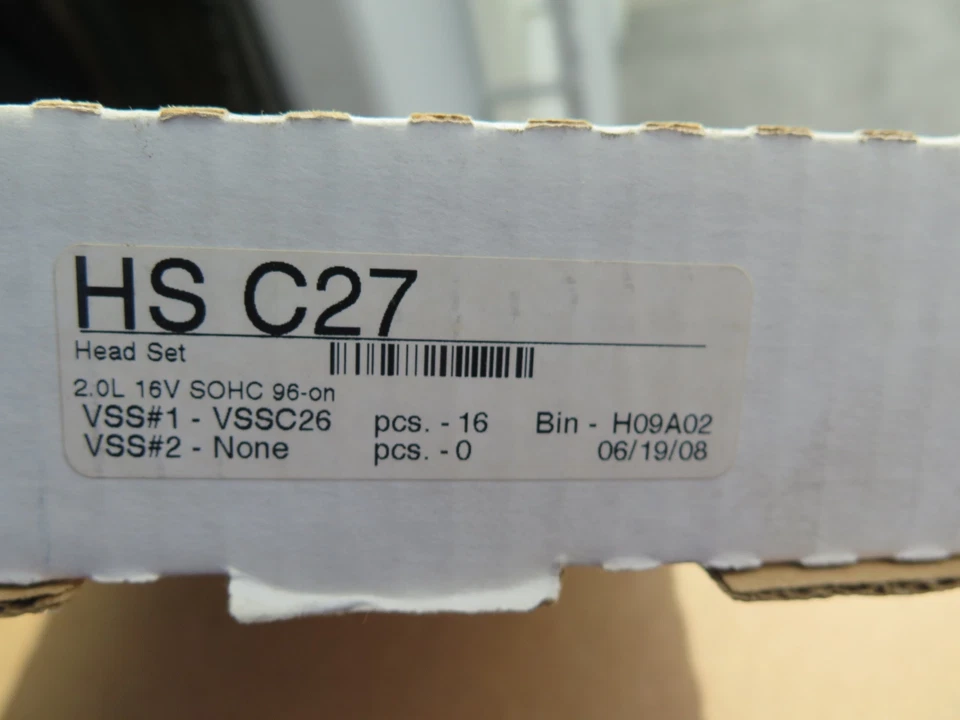 HS C27
Head Set
2.0L 16V SOHC 96-on
VSS#1 - VSSC26 pcs. - 16 Bin - H09A02
VSS#2 - None pcs. - 0 06/19/08